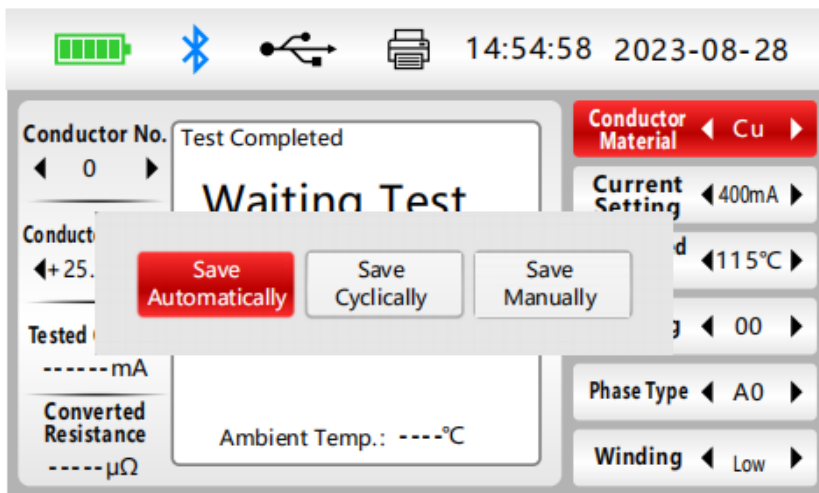 14:54:58 2023-08-28
Conductor No.
0
Test Completed
Waiting Test
Conductor
Material
Cu
Current
Setting
400mA
+25.
115℃
Save
Automatically
Save
Cyclically
Save
Manually
Tested
00
------mA
Phase Type
A0
Converted
Resistance
-----μΩ
Ambient Temp.: ----℃
Winding
Low